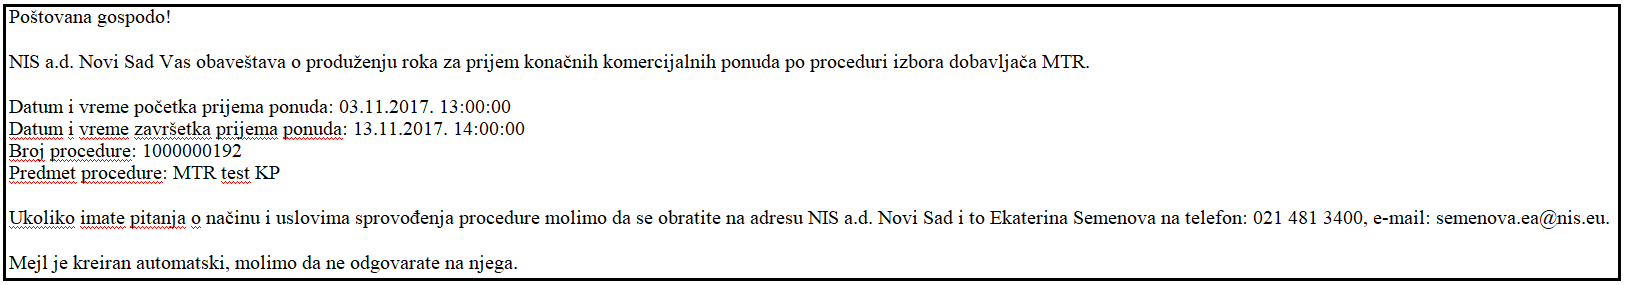 Poštovana gospodo!
NIS a.d. Novi Sad Vas obaveštava o produženju roka za prijem konačnih komercijalnih ponuda po proceduri izbora dobavljača MTR.
Datum i vreme početka prijema ponuda: 03.11.2017. 13:00:00
Datum i vreme završetka prijema ponuda: 13.11.2017. 14:00:00
Broj procedure: 1000000192
Predmet procedure: MTR test KP
Ukoliko imate pitanja o načinu i uslovima sprovođenja procedure molimo da se obratite na adresu NIS a.d. Novi Sad i to Ekaterina Semenova na telefon: 021 481 3400, e-mail: semenova.ea@nis.eu.
Mejl je kreiran automatski, molimo da ne odgovarate na njega.